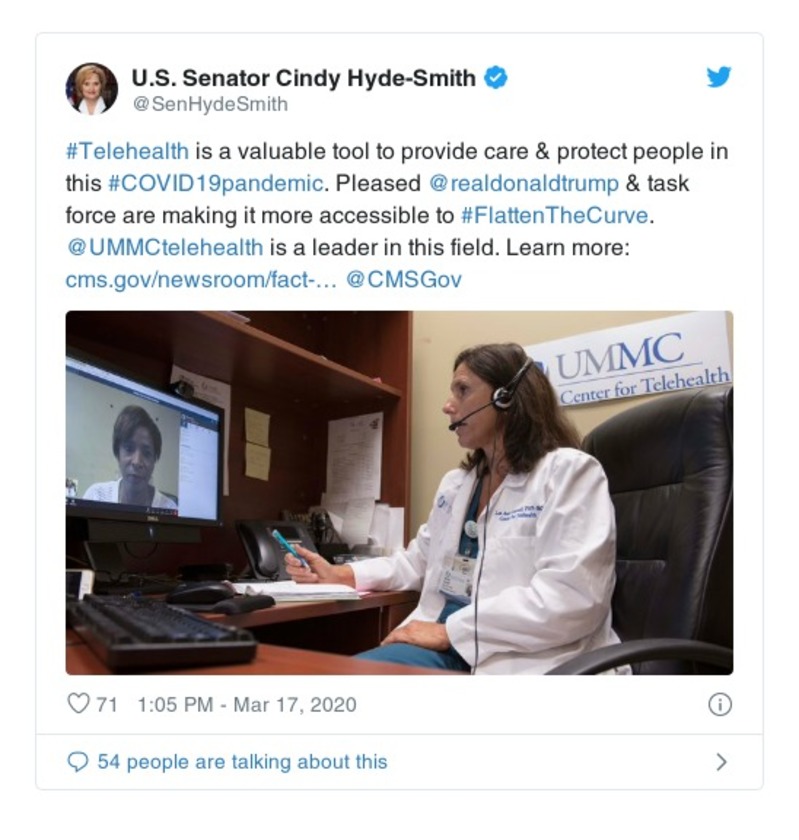 U.S. Senator Cindy Hyde-Smith
@SenHydeSmith
#Telehealth is a valuable tool to provide care & protect people in
this #COVID19pandemic. Pleased @realdonaldtrump & task
force are making it more accessible to #FlattenTheCurve.
@UMMCtelehealth is a leader in this field. Learn more:
cms.gov/newsroom/fact-… @CMSGov
UMMC
Center for Telehealth
DELL
71 1:05 PM - Mar 17, 2020
54 people are talking about this